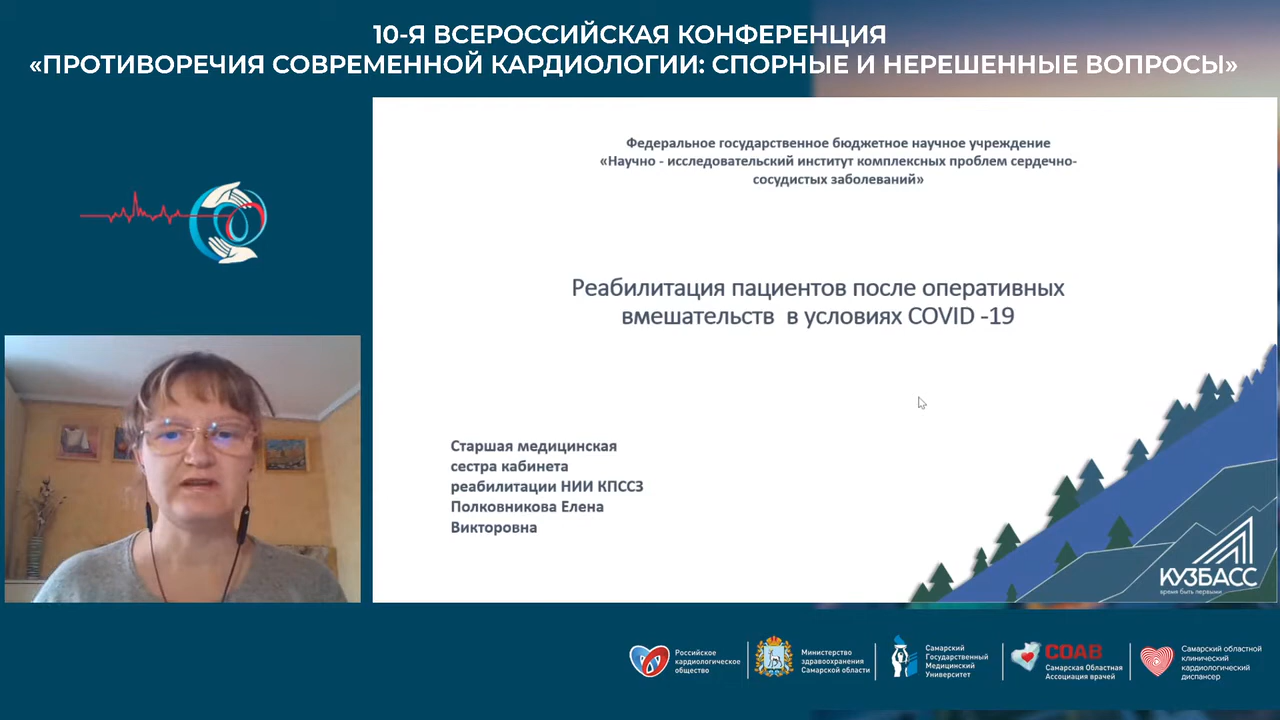 10-Я ВСЕРОССИЙСКАЯ КОНФЕРЕНЦИЯ
«ПРОТИВОРЕЧИЯ СОВРЕМЕННОЙ КАРДИОЛОГИИ: СПОРНЫЕ И НЕРЕШЕННЫЕ ВОПРОСЫ»
Федеральное государственное бюджетное научное учреждение
«Научно - исследовательский институт комплексных проблем сердечно-
сосудистых заболеваний»
Реабилитация пациентов после оперативных
вмешательств в условиях COVID -19
Старшая медицинская
сестра кабинета
реабилитации НИИ КПССЗ
Полковникова Елена
Викторовна
КУЗБАСС
время быть первыми
Российское
кардиологическое
общество
Министерство
здравоохранения
Самарской области
Самарский
Государственный
Медицинский
Университет
СОАВ
Самарская Областная
Ассоциация врачей
Самарский областной
клинический
кардиологический
диспансер